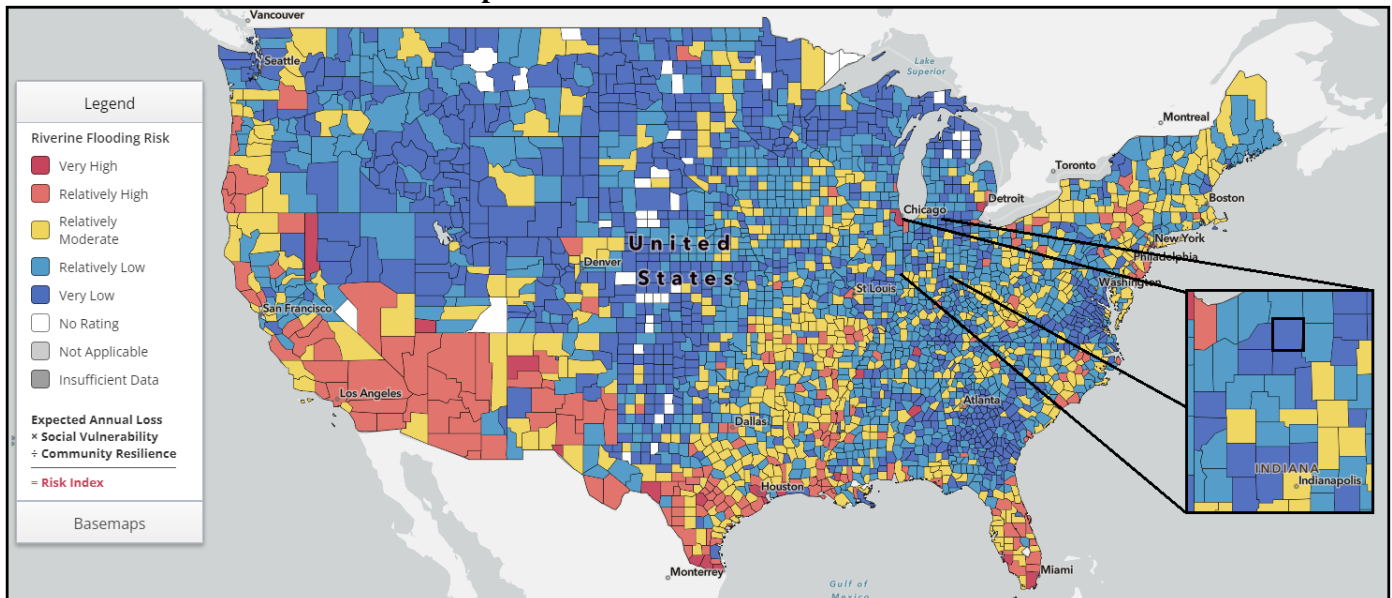 Vancouver
Seattle
Lake
Superior
Montreal
Toronto
Legend
Riverine Flooding Risk
Very High
Relatively High
Relatively
Moderate
Relatively Low
Very Low
No Rating
Not Applicable
Insufficient Data
Expected Annual Loss
× Social Vulnerability
÷ Community Resilience
= Risk Index
Basemaps
Detroit
Boston
Chicago
New York
United
States
Denver
Philadelphia
St Louis
Washington
San Francisco
Los Angeles
Atlanta
Dallas
Houston
INDIANA
Indianapolis
Monterrey
Miami
Gulf of
Mexico